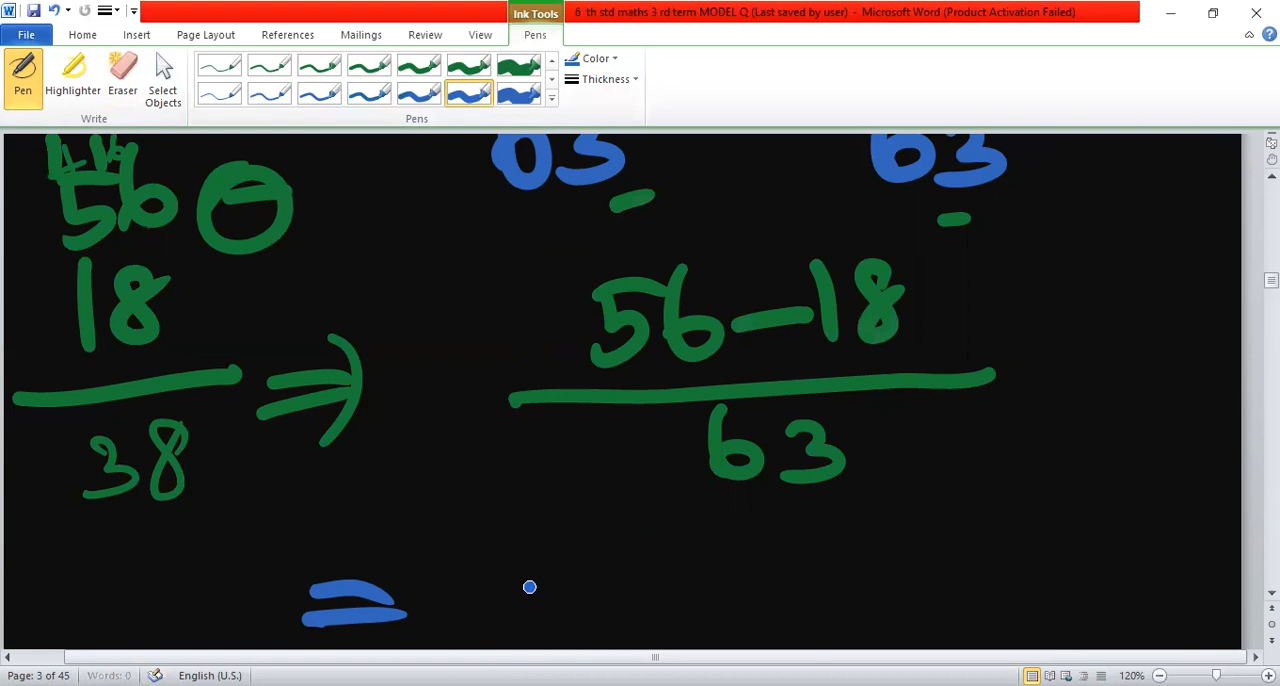 Ink Tools
6 th std maths 3 rd term MODEL Q (Last saved by user) - Microsoft Word (Product Activation Failed)
File Home Insert Page Layout References Mailings Review View Pens
Pen Highlighter Eraser Select Objects
Color
Thickness
Write Pens
63 63
56
18
38
56-18
63
=
Page: 3 of 45 Words: 0 English (U.S.) 120%